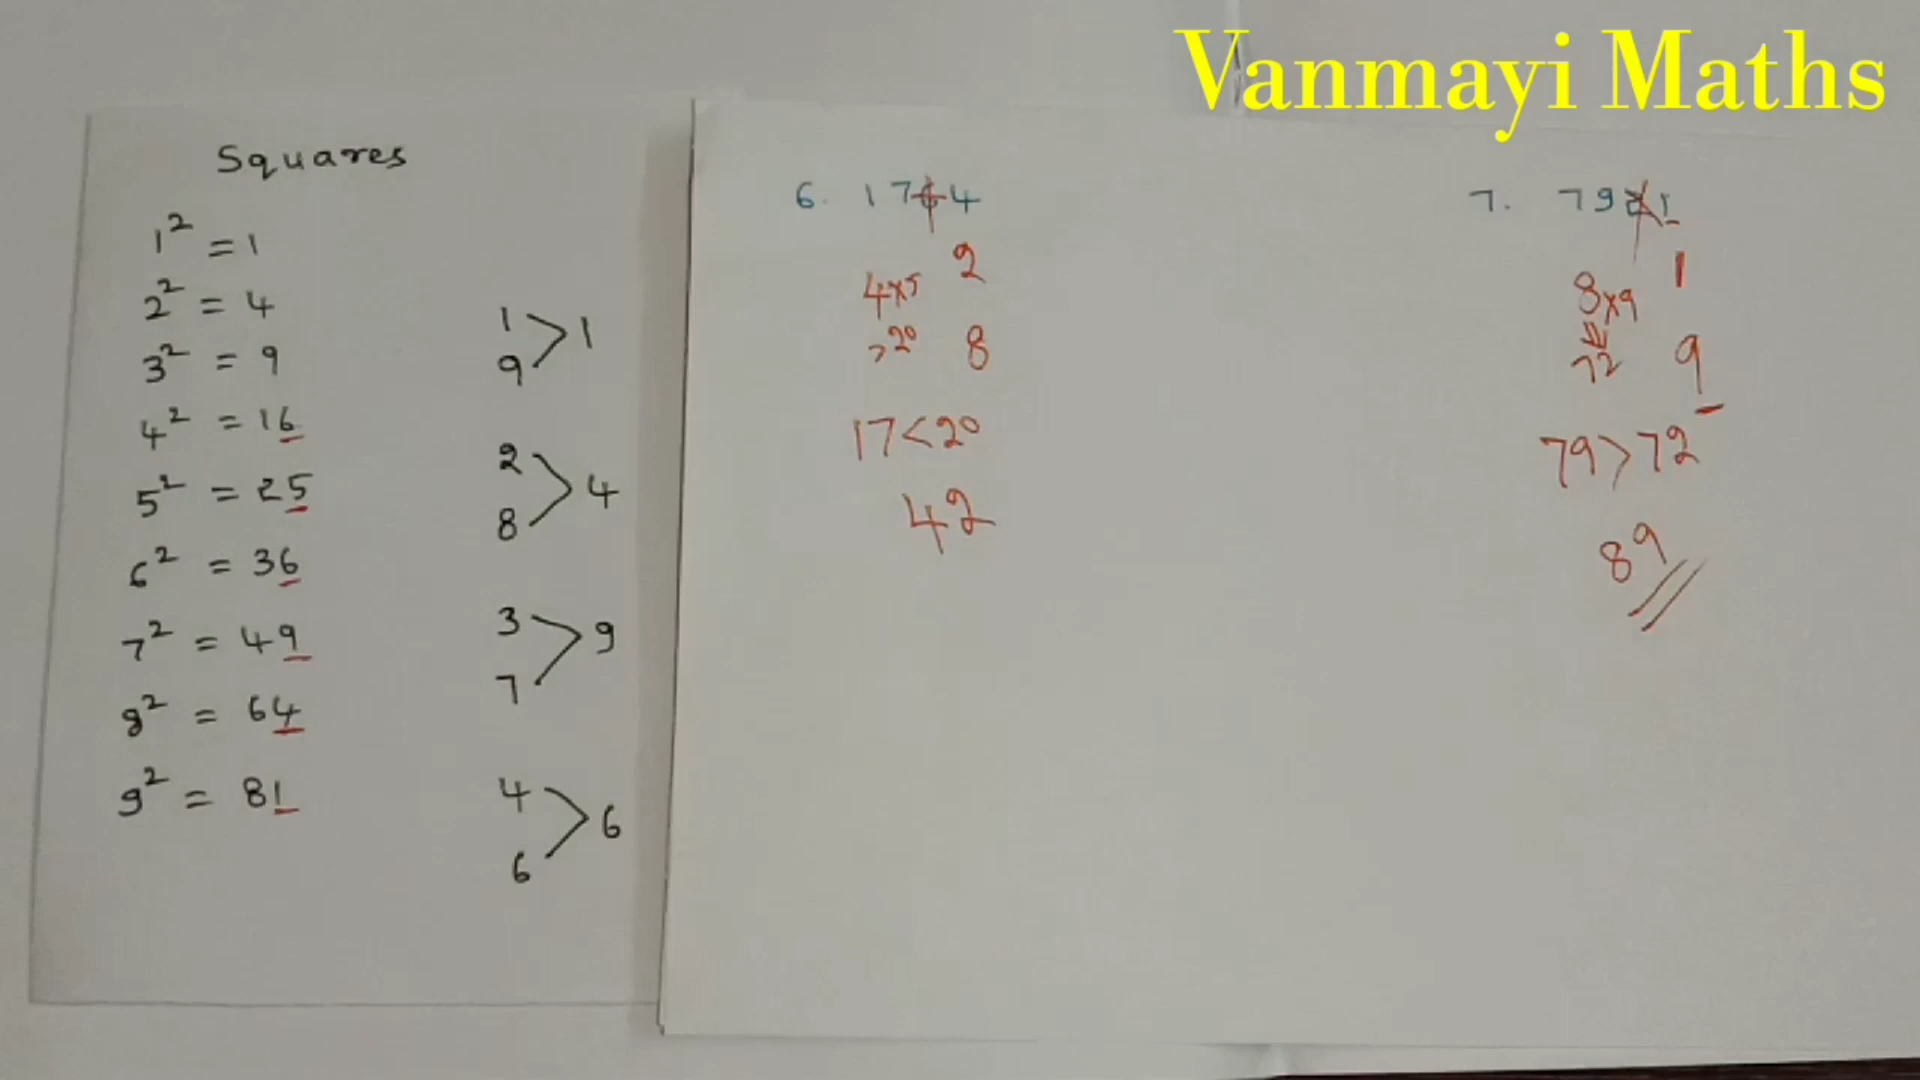 Vanmayi Maths
Squares
1² = 1
2² = 4
3² = 9
4² = 16
5² = 25
6² = 36
7² = 49
8² = 64
9² = 81
1
9 > 1
2
8 > 4
3
7 > 9
4
6 > 6
6. 1764
2
4×5
>20 8
17<20
42
7. 7921
1
8×9
72 9
79>72
89